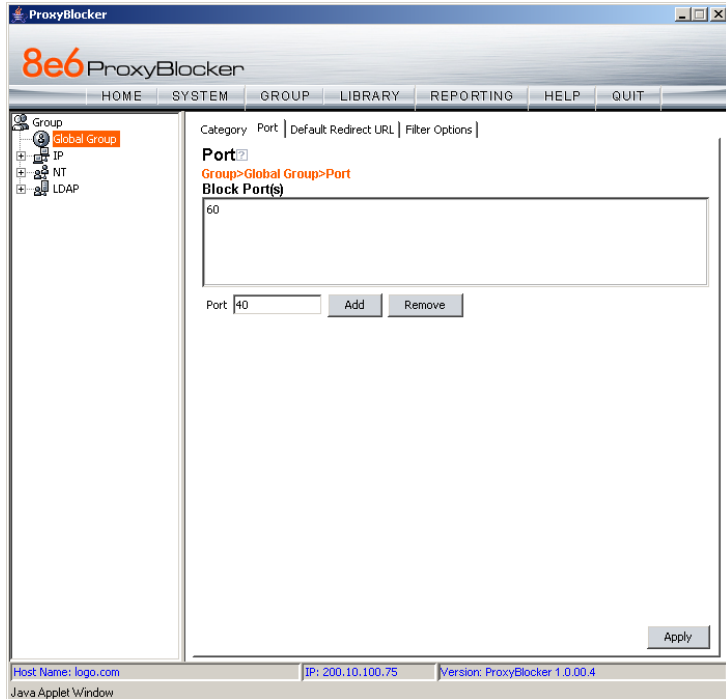 ProxyBlocker
8e6 ProxyBlocker
HOME SYSTEM GROUP LIBRARY REPORTING HELP QUIT
Group
Global Group
IP
NT
LDAP
Category Port Default Redirect URL Filter Options
Port ?
Group>Global Group>Port
Block Port(s)
60
Port 40 Add Remove
Apply
Host Name: logo.com IP: 200.10.100.75 Version: ProxyBlocker 1.0.00.4
Java Applet Window